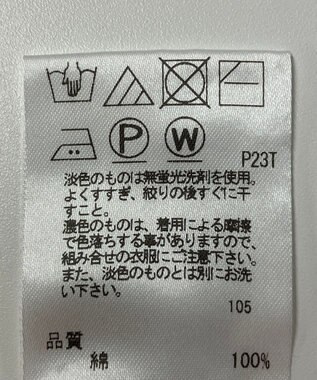 P W P23T
淡色のものは無蛍光洗剤を使用。
よくすすぎ、絞りの後すぐに干
すこと。
濃色のものは、着用による摩擦
で色落ちする事がありますので、
組み合せの衣服にご注意下さい。
また、淡色のものとは別にお洗
い下さい。
105
品質
綿 100%